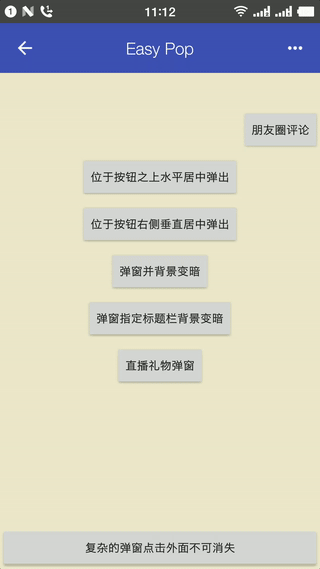 11:12
Easy Pop
朋友圈评论
位于按钮之上水平居中弹出
位于按钮右侧垂直居中弹出
弹窗并背景变暗
弹窗指定标题栏背景变暗
直播礼物弹窗
复杂的弹窗点击外面不可消失